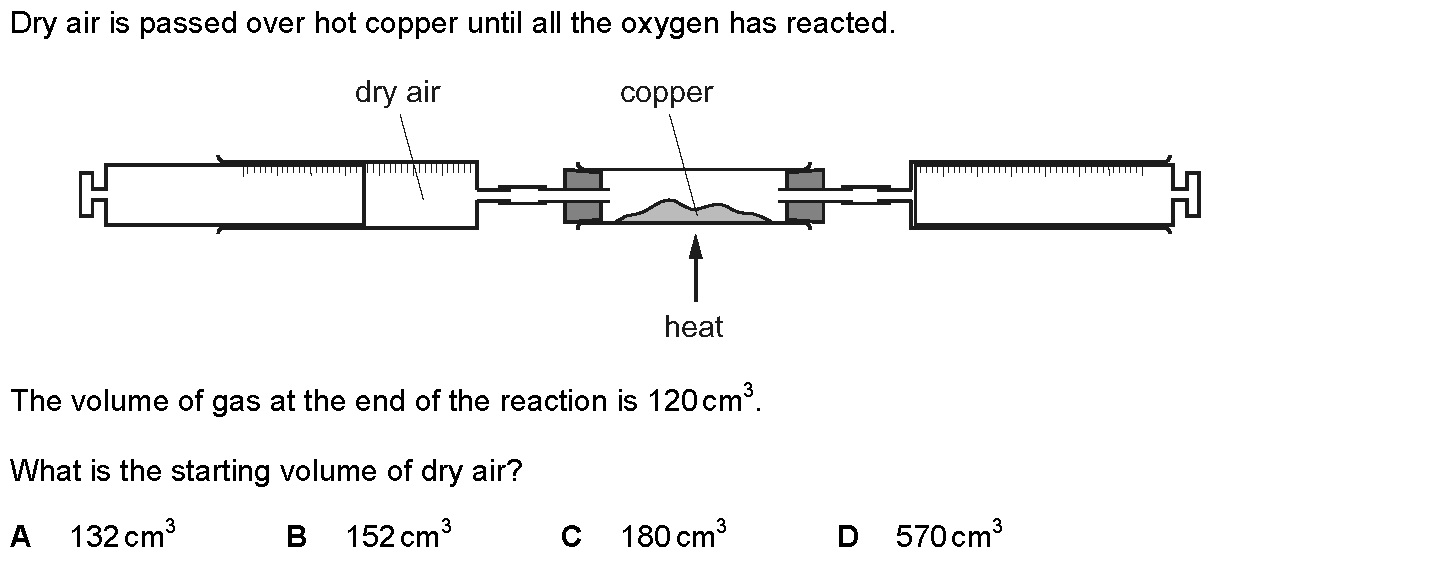 Dry air is passed over hot copper until all the oxygen has reacted.
dry air copper
heat
The volume of gas at the end of the reaction is 120 cm³.
What is the starting volume of dry air?
A 132 cm³ B 152 cm³ C 180 cm³ D 570 cm³